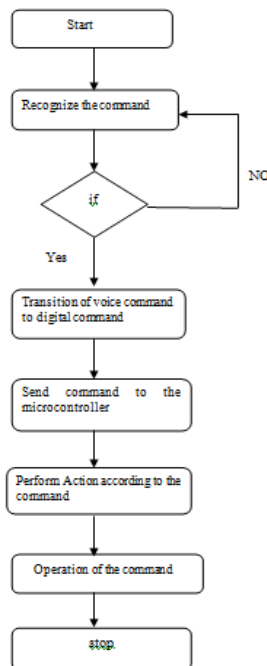 Start
Recognize the command
if
NO
Yes
Transition of voice command
to digital command
Send command to the
microcontroller
Perform Action according to the
command
Operation of the command
stop